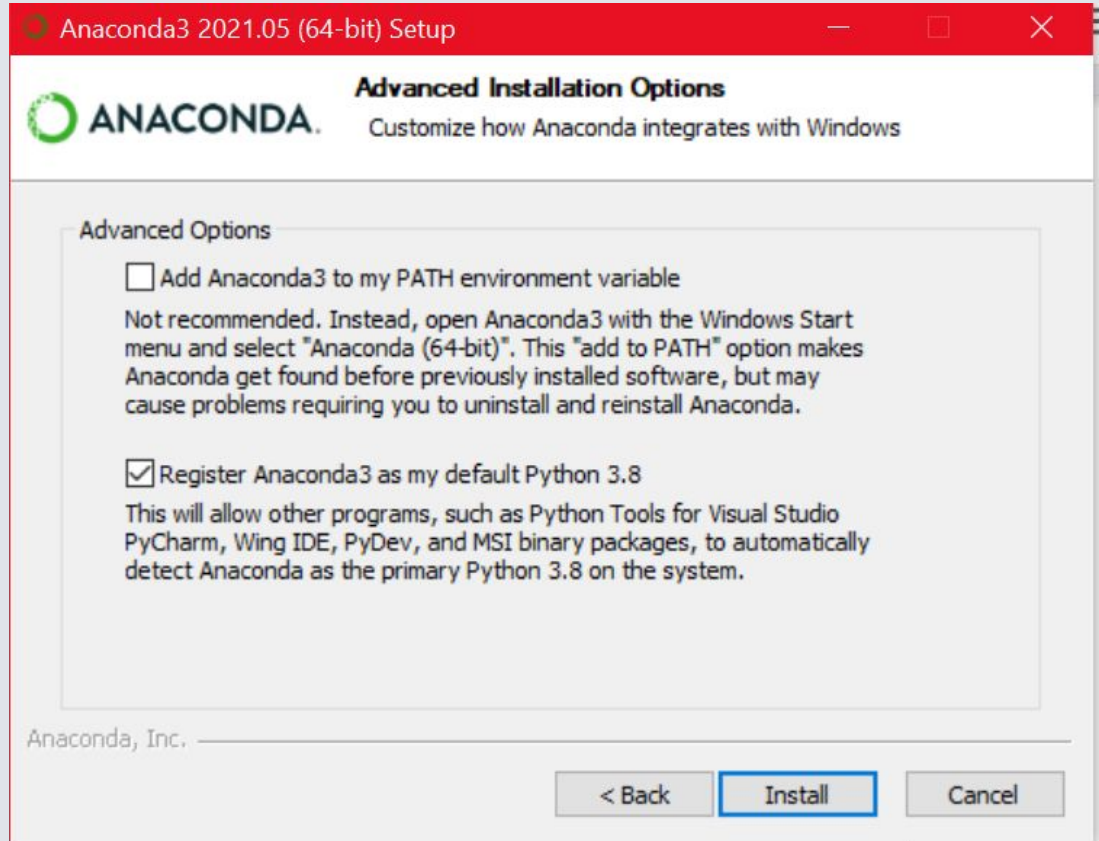 Anaconda3 2021.05 (64-bit) Setup
ANACONDA.
Advanced Installation Options
Customize how Anaconda integrates with Windows
Advanced Options
Add Anaconda3 to my PATH environment variable
Not recommended. Instead, open Anaconda3 with the Windows Start
menu and select "Anaconda (64-bit)". This "add to PATH" option makes
Anaconda get found before previously installed software, but may
cause problems requiring you to uninstall and reinstall Anaconda.
Register Anaconda3 as my default Python 3.8
This will allow other programs, such as Python Tools for Visual Studio
PyCharm, Wing IDE, PyDev, and MSI binary packages, to automatically
detect Anaconda as the primary Python 3.8 on the system.
Anaconda, Inc.
< Back Install Cancel